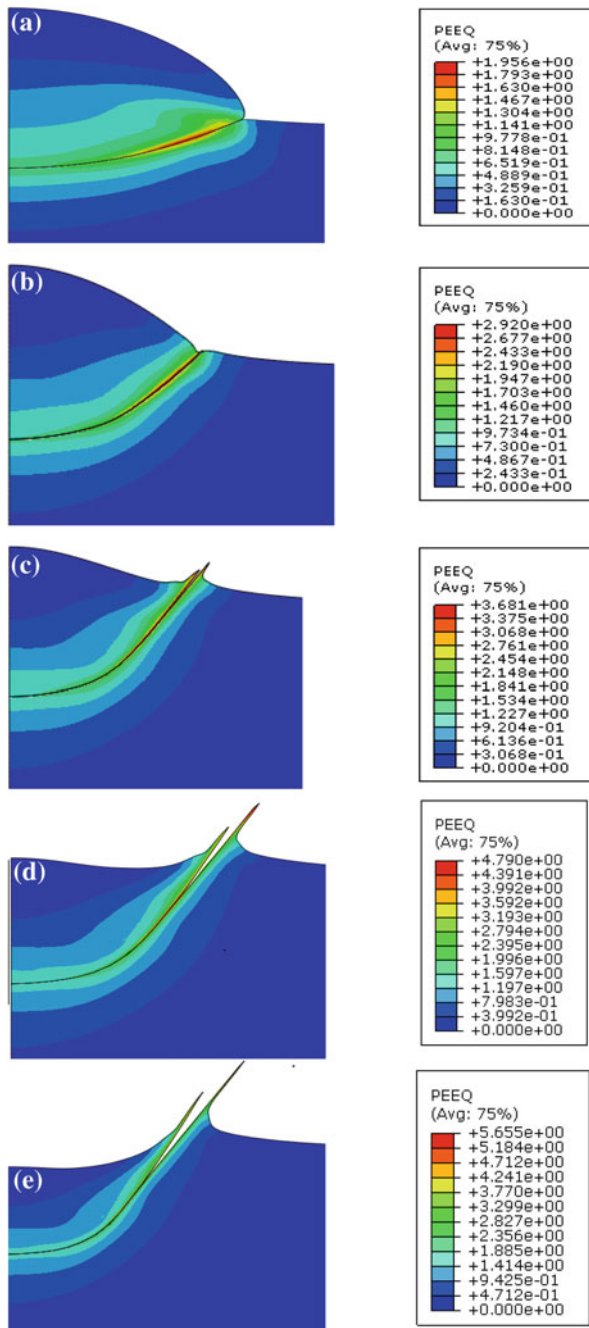 (a)
PEEQ
(Avg: 75%)
+1.956e+00
+1.793e+00
+1.630e+00
+1.467e+00
+1.304e+00
+1.141e+00
+9.778e-01
+8.148e-01
+6.519e-01
+4.889e-01
+3.259e-01
+1.630e-01
+0.000e+00
(b)
PEEQ
(Avg: 75%)
+2.920e+00
+2.677e+00
+2.433e+00
+2.190e+00
+1.947e+00
+1.703e+00
+1.460e+00
+1.217e+00
+9.734e-01
+7.300e-01
+4.867e-01
+2.433e-01
+0.000e+00
(c)
PEEQ
(Avg: 75%)
+3.681e+00
+3.375e+00
+3.068e+00
+2.761e+00
+2.454e+00
+2.148e+00
+1.841e+00
+1.534e+00
+1.227e+00
+9.204e-01
+6.136e-01
+3.068e-01
+0.000e+00
(d)
PEEQ
(Avg: 75%)
+4.790e+00
+4.391e+00
+3.992e+00
+3.592e+00
+3.193e+00
+2.794e+00
+2.395e+00
+1.996e+00
+1.597e+00
+1.197e+00
+7.983e-01
+3.992e-01
+0.000e+00
(e)
PEEQ
(Avg: 75%)
+5.655e+00
+5.184e+00
+4.712e+00
+4.241e+00
+3.770e+00
+3.299e+00
+2.827e+00
+2.356e+00
+1.885e+00
+1.414e+00
+9.425e-01
+4.712e-01
+0.000e+00